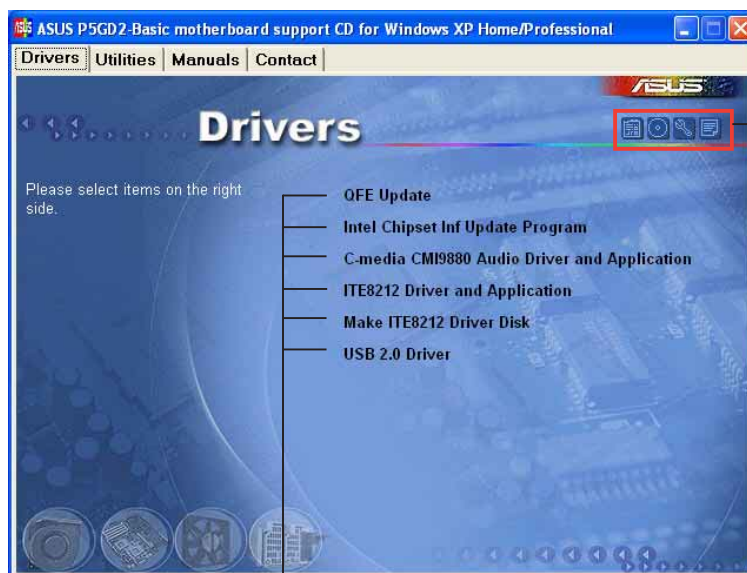 ASUS P5GD2-Basic motherboard support CD for Windows XP Home/Professional
Drivers Utilities Manuals Contact
ASUS
Drivers
Please select items on the right
side.
QFE Update
Intel Chipset Inf Update Program
C-media CMI9880 Audio Driver and Application
ITE8212 Driver and Application
Make ITE8212 Driver Disk
USB 2.0 Driver